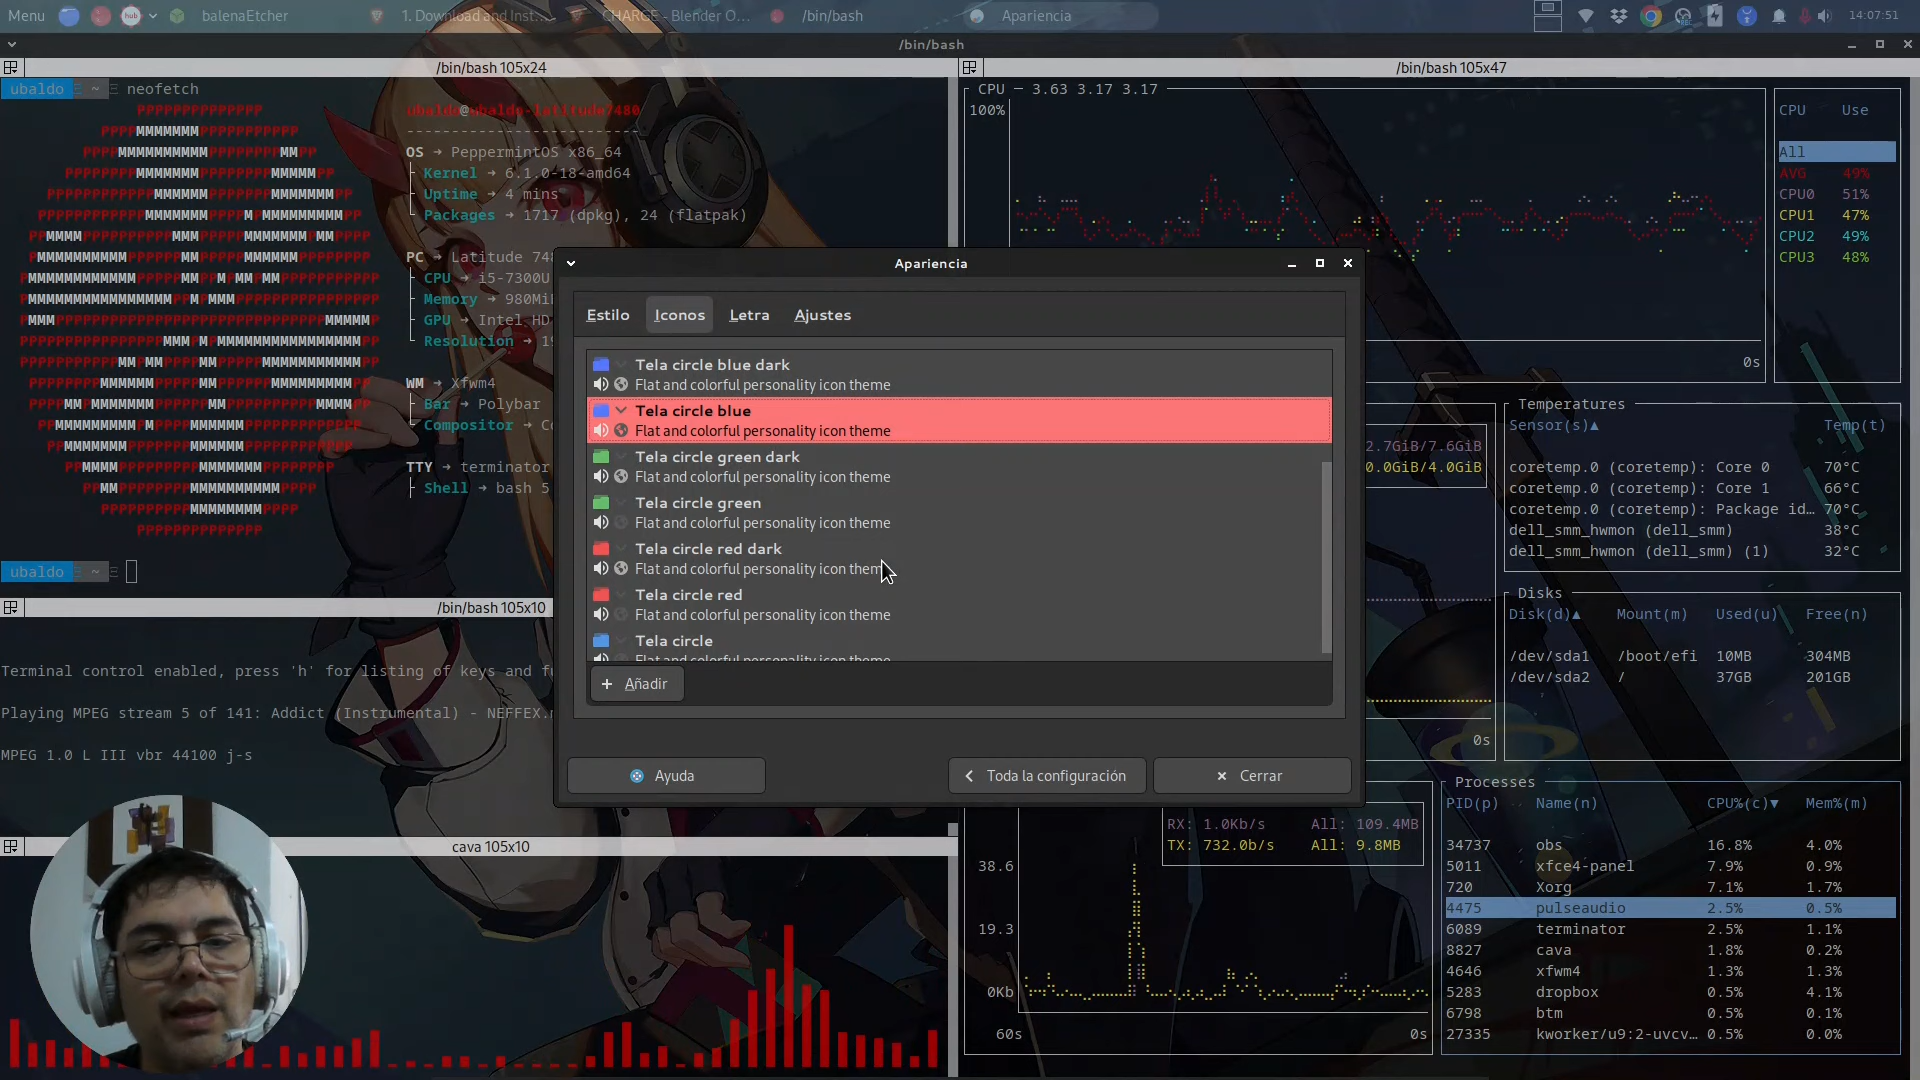 Menu
hub
balenaEtcher
1. Download and Inst...
CHARGE - Blender O...
/bin/bash
Apariencia
14:07:51
/bin/bash
/bin/bash 105x24
ubaldo ~ neofetch
ubaldo@ubaldo-latitude7480
OS → PeppermintOS x86_64
Kernel → 6.1.0-18-amd64
Uptime → 4 mins
Packages → 1717 (dpkg), 24 (flatpak)
PC → Latitude 748
CPU → i5-7300U
Memory → 980MiB
GPU → Intel HD
Resolution → 19
WM → Xfwm4
Bar → Polybar
Compositor →
TTY → terminator
Shell → bash 5
ubaldo ~
/bin/bash 105x10
Terminal control enabled, press 'h' for listing of keys and fu
Playing MPEG stream 5 of 141: Addict (Instrumental) - NEFFEX.
MPEG 1.0 L III vbr 44100 j-s
cava 105x10
Apariencia
Estilo Iconos Letra Ajustes
Tela circle blue dark
Flat and colorful personality icon theme
Tela circle blue
Flat and colorful personality icon theme
Tela circle green dark
Flat and colorful personality icon theme
Tela circle green
Flat and colorful personality icon theme
Tela circle red dark
Flat and colorful personality icon theme
Tela circle red
Flat and colorful personality icon theme
Tela circle
Flat and colorful personality icon theme
+ Añadir
Ayuda
Toda la configuración
Cerrar
/bin/bash 105x47
CPU — 3.63 3.17 3.17
100%
0s
CPU Use
All
AVG 49%
CPU0 51%
CPU1 47%
CPU2 49%
CPU3 48%
2.7GiB/7.6GiB
0.0GiB/4.0GiB
0s
Temperatures
Sensor(s)▲ Temp(t)
coretemp.0 (coretemp): Core 0 70°C
coretemp.0 (coretemp): Core 1 66°C
coretemp.0 (coretemp): Package id… 70°C
dell_smm_hwmon (dell_smm) 38°C
dell_smm_hwmon (dell_smm) (1) 32°C
Disks
Disk(d)▲ Mount(m) Used(u) Free(n)
/dev/sda1 /boot/efi 10MB 304MB
/dev/sda2 / 37GB 201GB
RX: 1.0Kb/s All: 109.4MB
TX: 732.0b/s All: 9.8MB
38.6
19.3
0Kb
60s 0s
Processes
PID(p) Name(n) CPU%(c)▼ Mem%(m)
34737 obs 16.8% 4.0%
5011 xfce4-panel 7.9% 0.9%
720 Xorg 7.1% 1.7%
4475 pulseaudio 2.5% 0.5%
6089 terminator 2.5% 1.1%
8827 cava 1.8% 0.2%
4646 xfwm4 1.3% 1.3%
5283 dropbox 0.5% 4.1%
6798 btm 0.5% 0.1%
27335 kworker/u9:2-uvcv… 0.5% 0.0%